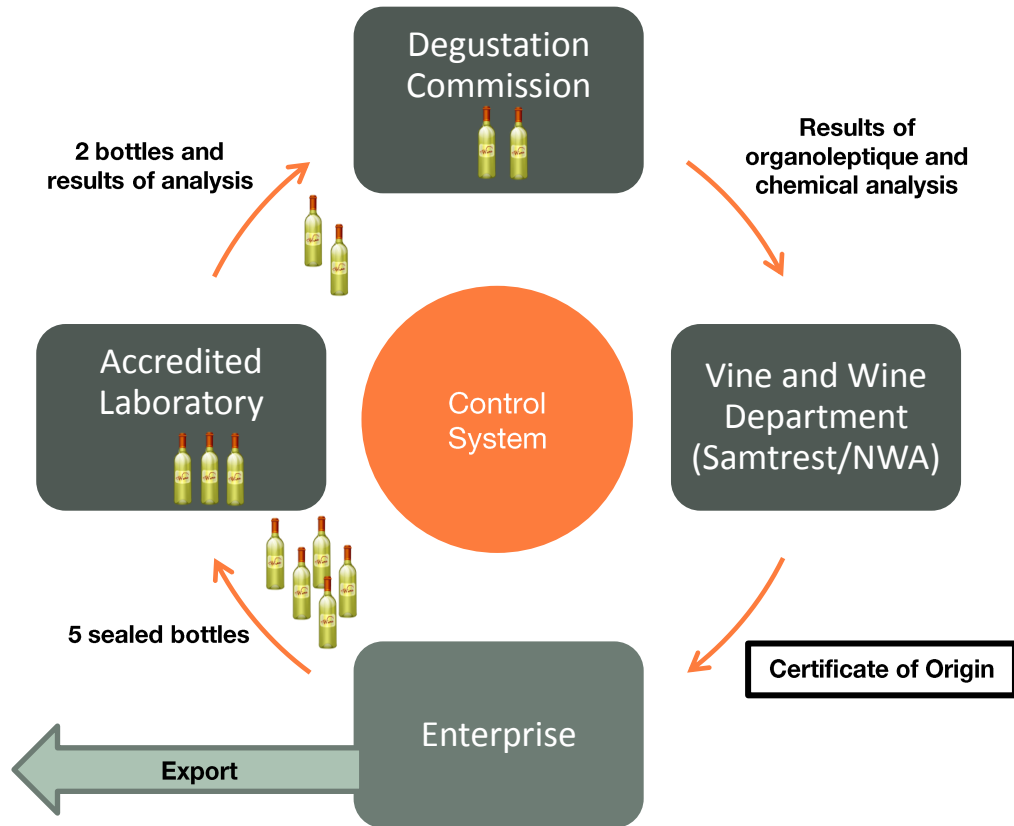 Degustation
Commission
2 bottles and
results of analysis
Results of
organoleptique and
chemical analysis
Accredited
Laboratory
Control
System
Vine and Wine
Department
(Samtrest/NWA)
5 sealed bottles
Certificate of Origin
Enterprise
Export